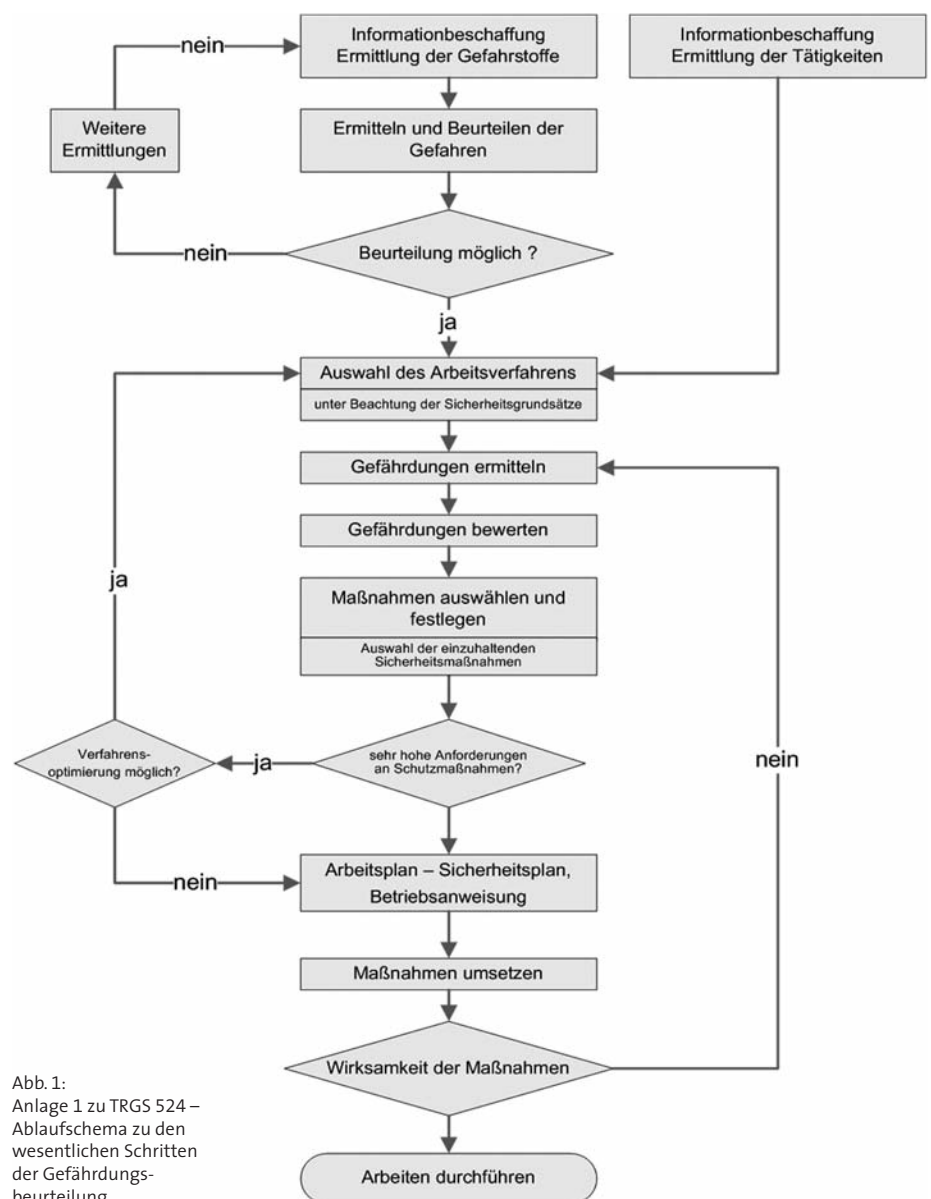 Informationbeschaffung
Ermittlung der Gefahrstoffe
Informationbeschaffung
Ermittlung der Tätigkeiten
nein
Weitere
Ermittlungen
Ermitteln und Beurteilen der
Gefahren
nein
Beurteilung möglich ?
ja
Auswahl des Arbeitsverfahrens
unter Beachtung der Sicherheitsgrundsätze
Gefährdungen ermitteln
Gefährdungen bewerten
ja
Maßnahmen auswählen und
festlegen
Auswahl der einzuhaltenden
Sicherheitsmaßnahmen
Verfahrens-
optimierung möglich?
ja
sehr hohe Anforderungen
an Schutzmaßnahmen?
nein
nein
Arbeitsplan – Sicherheitsplan,
Betriebsanweisung
Maßnahmen umsetzen
Wirksamkeit der Maßnahmen
Arbeiten durchführen
Abb. 1:
Anlage 1 zu TRGS 524 –
Ablaufschema zu den
wesentlichen Schritten
der Gefährdungs-
beurteilung